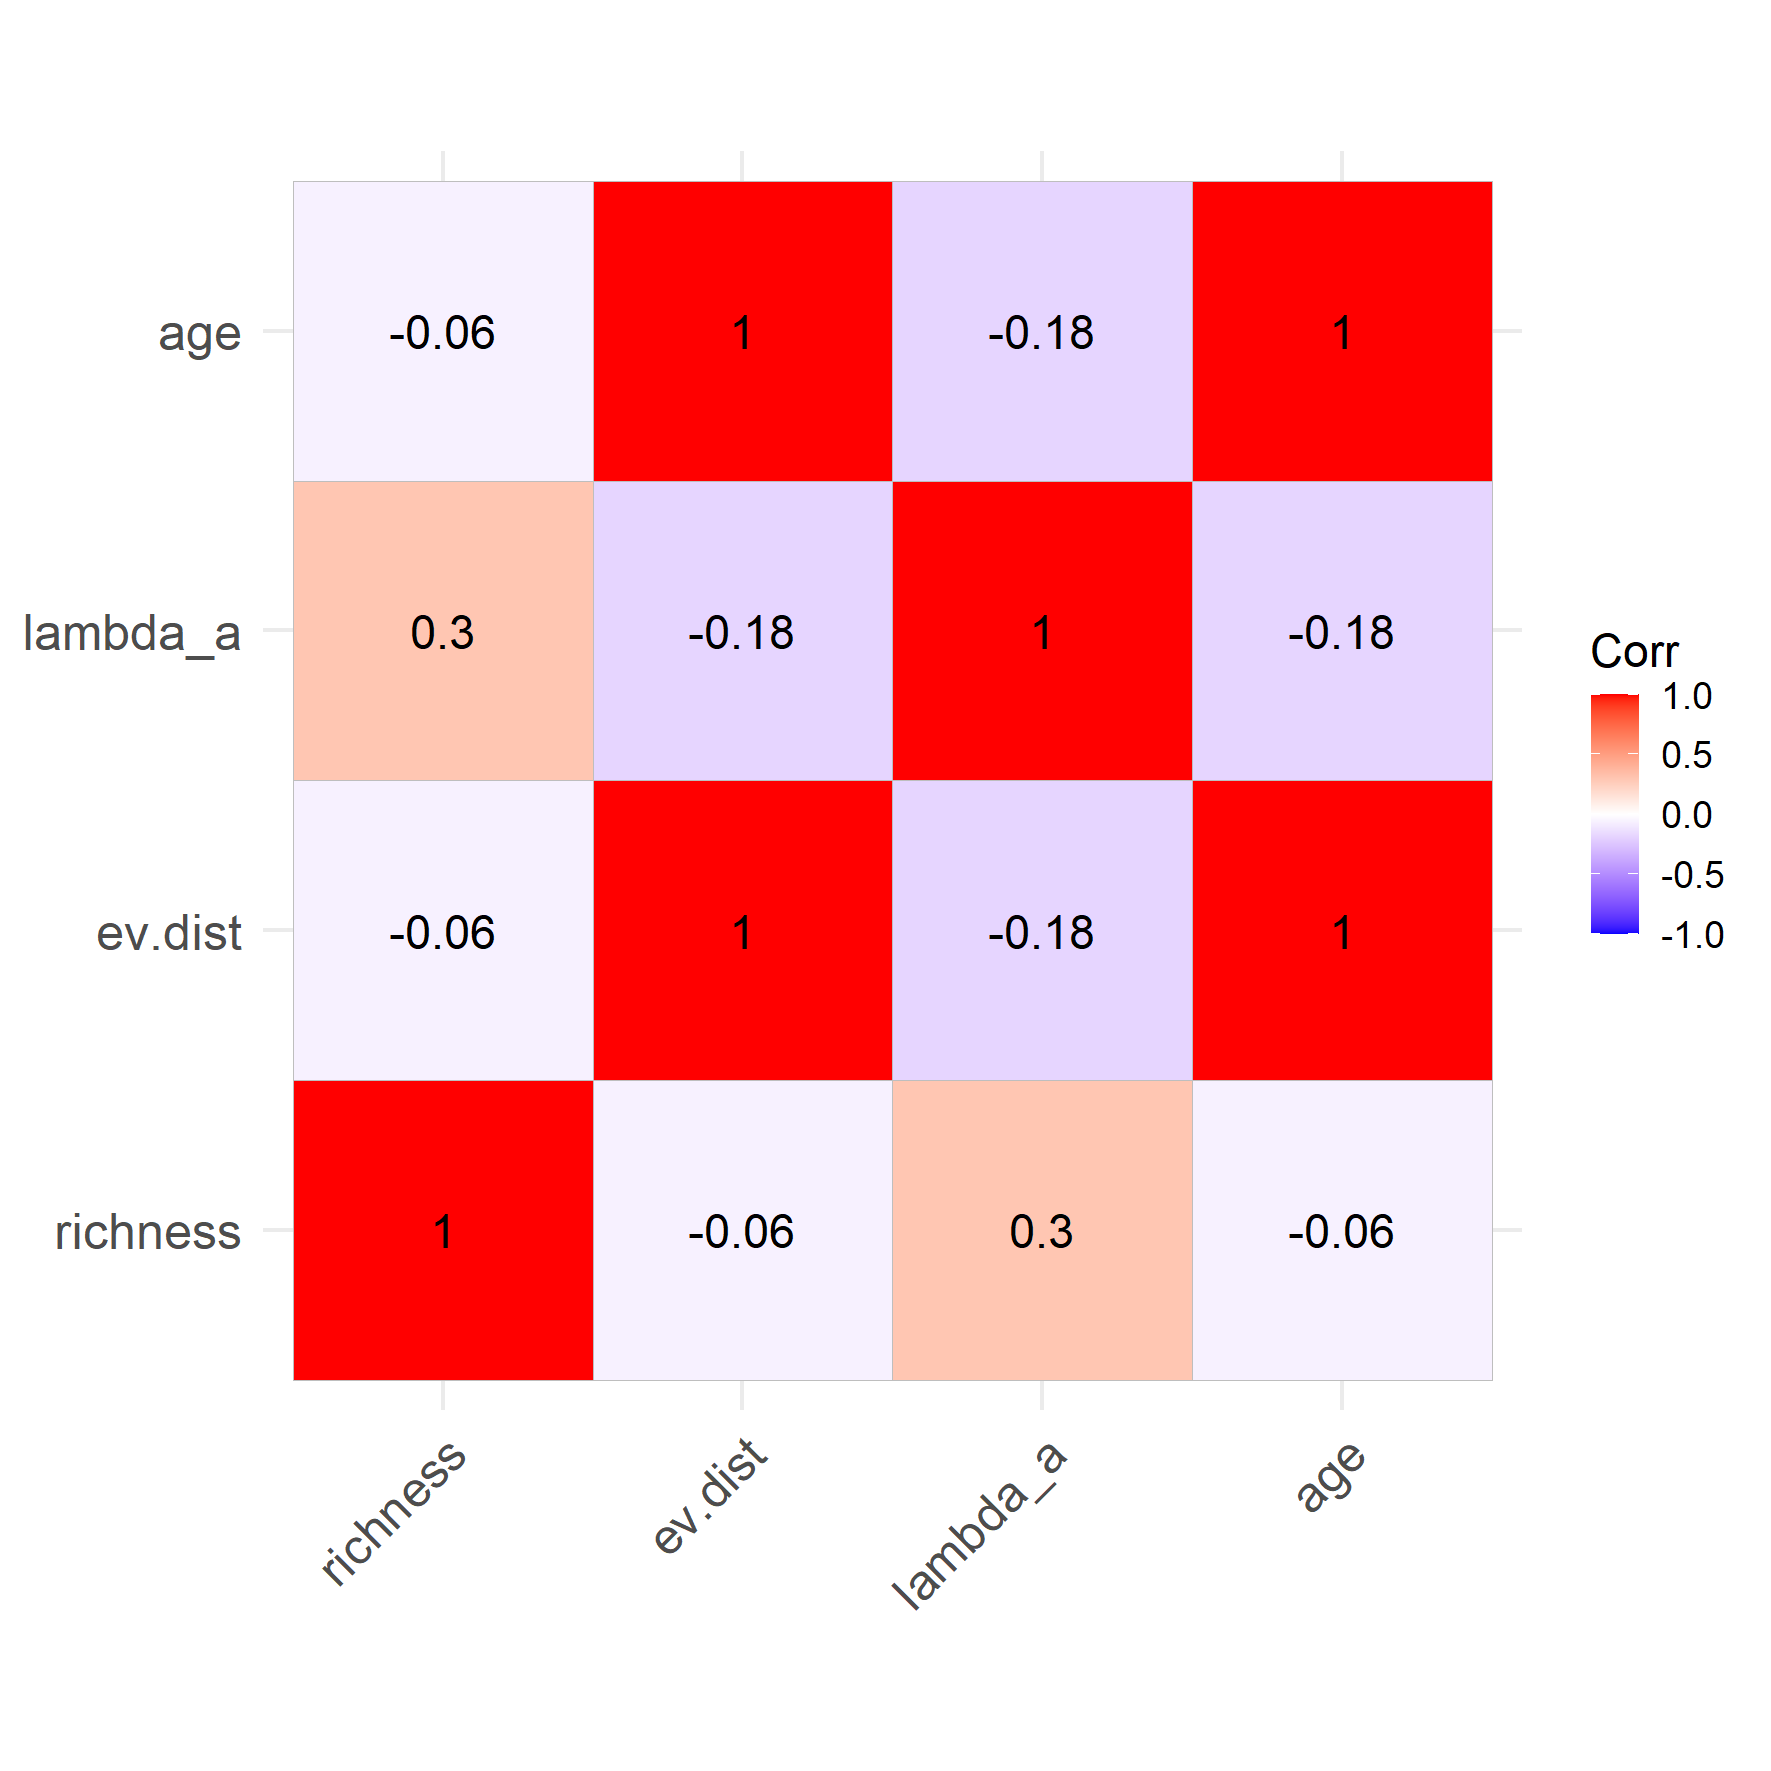 age -0.06 1 -0.18 1
lambda_a 0.3 -0.18 1 -0.18
ev.dist -0.06 1 -0.18 1
richness 1 -0.06 0.3 -0.06
richness ev.dist lambda_a age
Corr
1.0
0.5
0.0
-0.5
-1.0